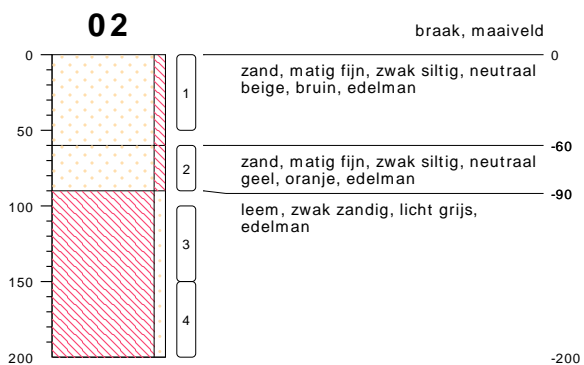 02
braak, maaiveld
0
0
zand, matig fijn, zwak siltig, neutraal
beige, bruin, edelman
1
50
-60
zand, matig fijn, zwak siltig, neutraal
geel, oranje, edelman
2
-90
100
leem, zwak zandig, licht grijs,
edelman
3
150
4
200
-200